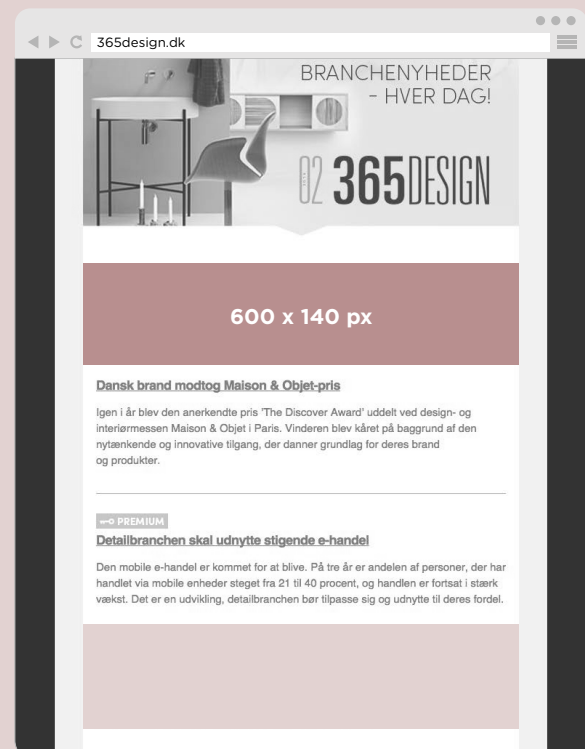 365design.dk
BRANCHENYHEDER
– HVER DAG!
02 365DESIGN
600 x 140 px
Dansk brand modtog Maison & Objet-pris
Igen i år blev den anerkendte pris 'The Discover Award' uddelt ved design- og
interiørmessen Maison & Objet i Paris. Vinderen blev kåret på baggrund af den
nytænkende og innovative tilgang, der danner grundlag for deres brand
og produkter.
PREMIUM
Detailbranchen skal udnytte stigende e-handel
Den mobile e-handel er kommet for at blive. På tre år er andelen af personer, der har
handlet via mobile enheder steget fra 21 til 40 procent, og handlen er fortsat i stærk
vækst. Det er en udvikling, detailbranchen bør tilpasse sig og udnytte til deres fordel.